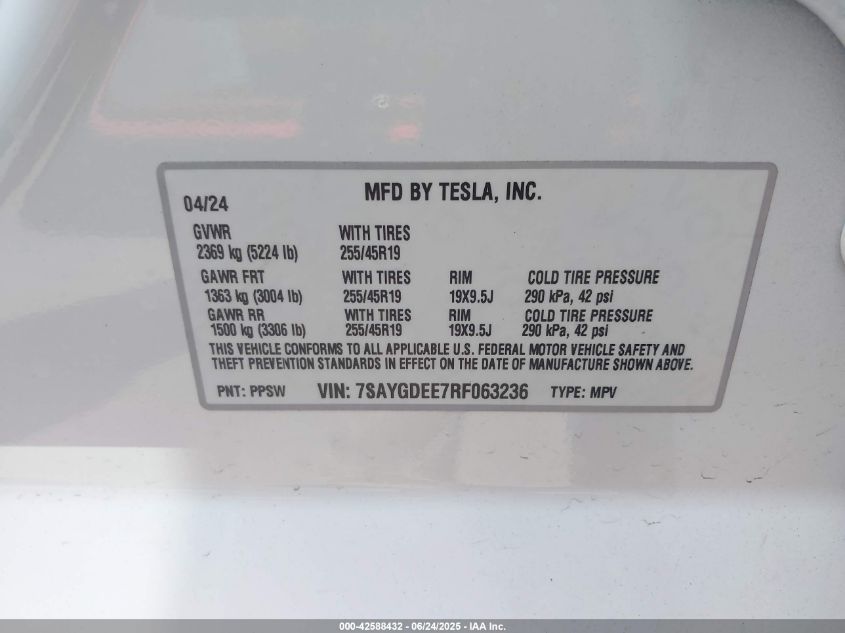 MFD BY TESLA, INC.
04/24
GVWR WITH TIRES
2369 kg (5224 lb) 255/45R19
GAWR FRT WITH TIRES RIM COLD TIRE PRESSURE
1363 kg (3004 lb) 255/45R19 19X9.5J 290 kPa, 42 psi
GAWR RR WITH TIRES RIM COLD TIRE PRESSURE
1500 kg (3306 lb) 255/45R19 19X9.5J 290 kPa, 42 psi
THIS VEHICLE CONFORMS TO ALL APPLICABLE U.S. FEDERAL MOTOR VEHICLE SAFETY AND
THEFT PREVENTION STANDARDS IN EFFECT ON THE DATE OF MANUFACTURE SHOWN ABOVE.
PNT: PPSW VIN: 7SAYGDEE7RF063236 TYPE: MPV
000-42588432 - 06/24/2025 - IAA Inc.